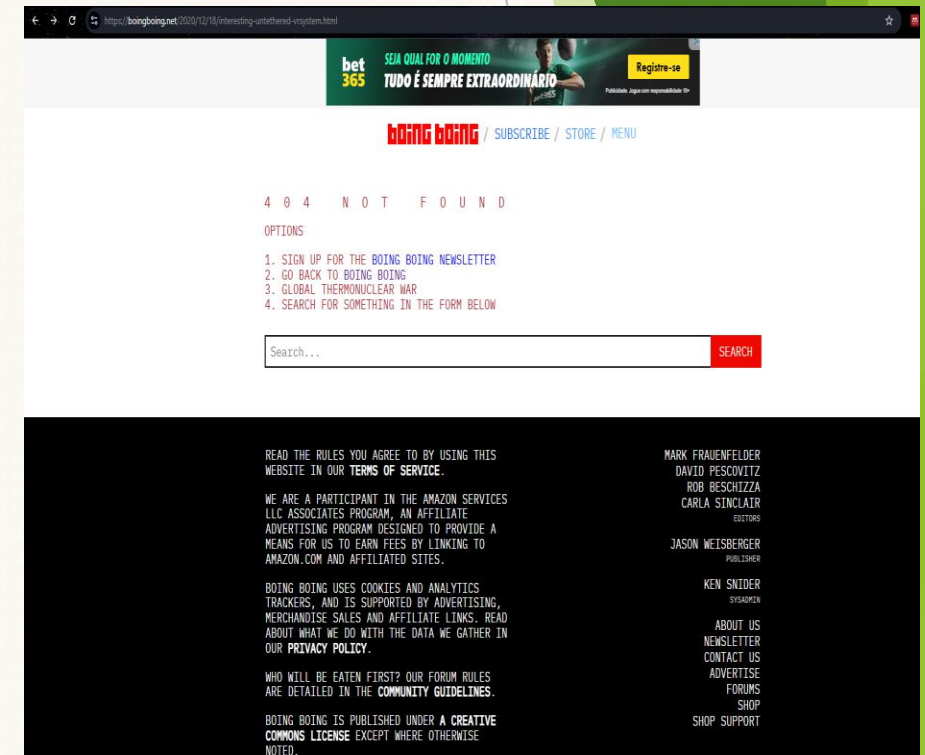 https://boingboing.net/2020/12/18/interesting-untethered-vrsystem.html
bet
365
SEJA QUAL FOR O MOMENTO
TUDO É SEMPRE EXTRAORDINÁRIO
bet365
Registre-se
Publicidade. Jogue com responsabilidade 18+
boing boing / SUBSCRIBE / STORE / MENU
404 NOT FOUND
OPTIONS
1. SIGN UP FOR THE BOING BOING NEWSLETTER
2. GO BACK TO BOING BOING
3. GLOBAL THERMONUCLEAR WAR
4. SEARCH FOR SOMETHING IN THE FORM BELOW
Search...
SEARCH
READ THE RULES YOU AGREE TO BY USING THIS
WEBSITE IN OUR TERMS OF SERVICE.
WE ARE A PARTICIPANT IN THE AMAZON SERVICES
LLC ASSOCIATES PROGRAM, AN AFFILIATE
ADVERTISING PROGRAM DESIGNED TO PROVIDE A
MEANS FOR US TO EARN FEES BY LINKING TO
AMAZON.COM AND AFFILIATED SITES.
BOING BOING USES COOKIES AND ANALYTICS
TRACKERS, AND IS SUPPORTED BY ADVERTISING,
MERCHANDISE SALES AND AFFILIATE LINKS. READ
ABOUT WHAT WE DO WITH THE DATA WE GATHER IN
OUR PRIVACY POLICY.
WHO WILL BE EATEN FIRST? OUR FORUM RULES
ARE DETAILED IN THE COMMUNITY GUIDELINES.
BOING BOING IS PUBLISHED UNDER A CREATIVE
COMMONS LICENSE EXCEPT WHERE OTHERWISE
NOTED.
MARK FRAUENFELDER
DAVID PESCOVITZ
ROB BESCHIZZA
CARLA SINCLAIR
EDITORS
JASON WEISBERGER
PUBLISHER
KEN SNIDER
SYSADMIN
ABOUT US
NEWSLETTER
CONTACT US
ADVERTISE
FORUMS
SHOP
SHOP SUPPORT